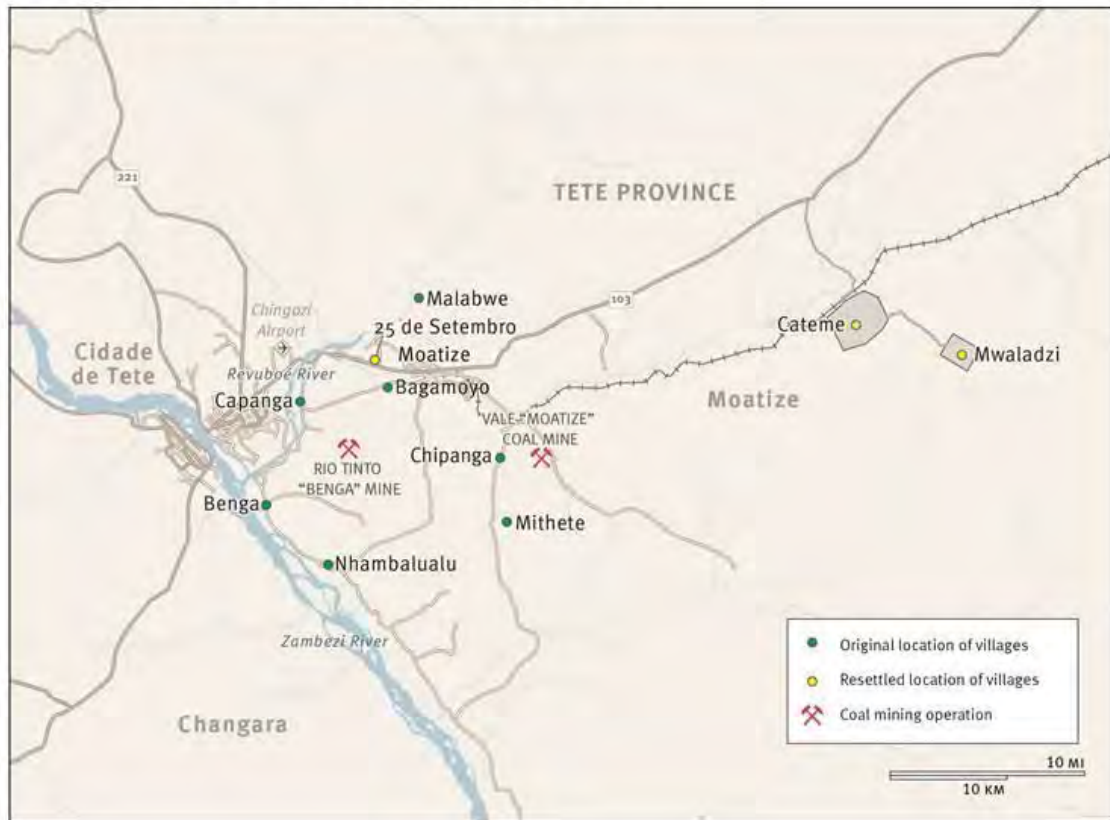 221
TETE PROVINCE
Malabwe
103
Chingozi
Airport
25 de Setembro
Moatize
Cateme
Mwaladzi
Cidade
de Tete
Revuboé River
Bagamoyo
Capanga
Moatize
VALE "MOATIZE"
COAL MINE
Chipanga
RIO TINTO
"BENGA" MINE
Benga
Mithete
Nhambalualu
Zambezi River
Changara
Original location of villages
Resettled location of villages
Coal mining operation
10 MI
10 KM